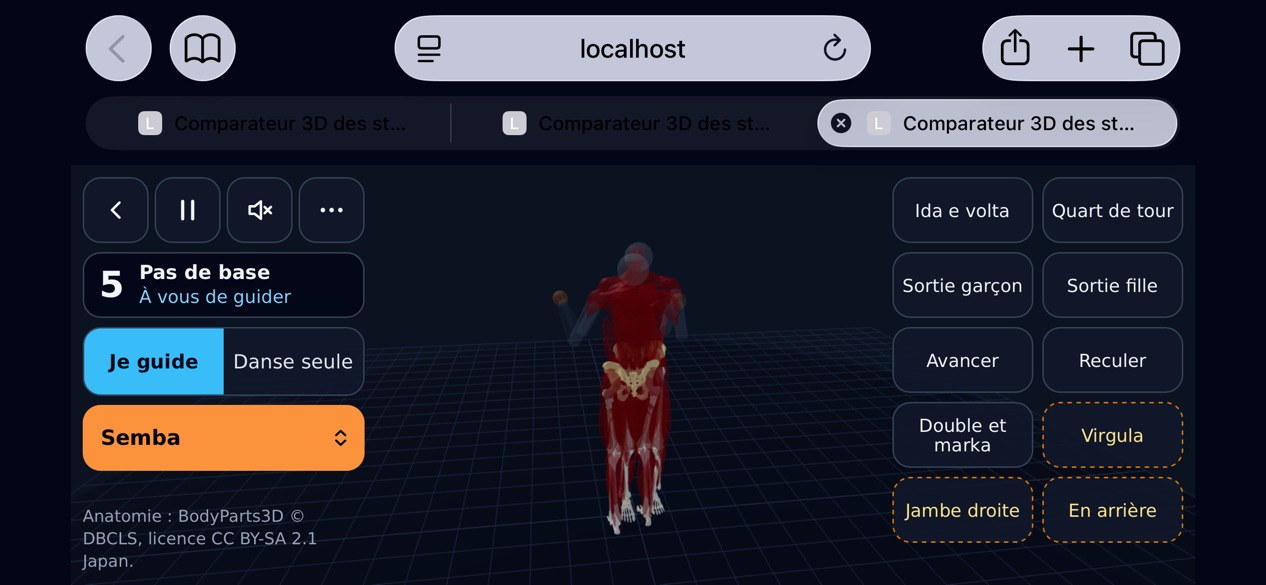 localhost
L Comparateur 3D des st...
L Comparateur 3D des st...
L Comparateur 3D des st...
5
Pas de base
À vous de guider
Je guide
Danse seule
Semba
Anatomie : BodyParts3D ©
DBCLS, licence CC BY-SA 2.1
Japan.
Ida e volta
Quart de tour
Sortie garçon
Sortie fille
Avancer
Reculer
Double et
marka
Virgula
Jambe droite
En arrière